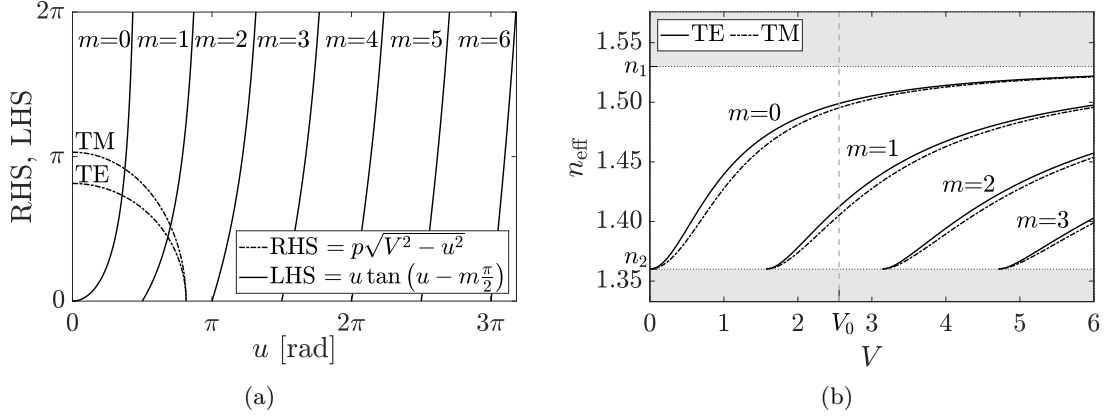 RHS, LHS
2π
π
0
m=0 m=1 m=2 m=3 m=4 m=5 m=6
TM
TE
RHS = p√V² − u²
LHS = u tan (u − m π/2)
0 π 2π 3π
u [rad]
(a)
n_eff
1.55
n₁
1.50
1.45
1.40
n₂
1.35
TE TM
m=0
m=1
m=2
m=3
0 1 2 V₀ 3 4 5 6
V
(b)